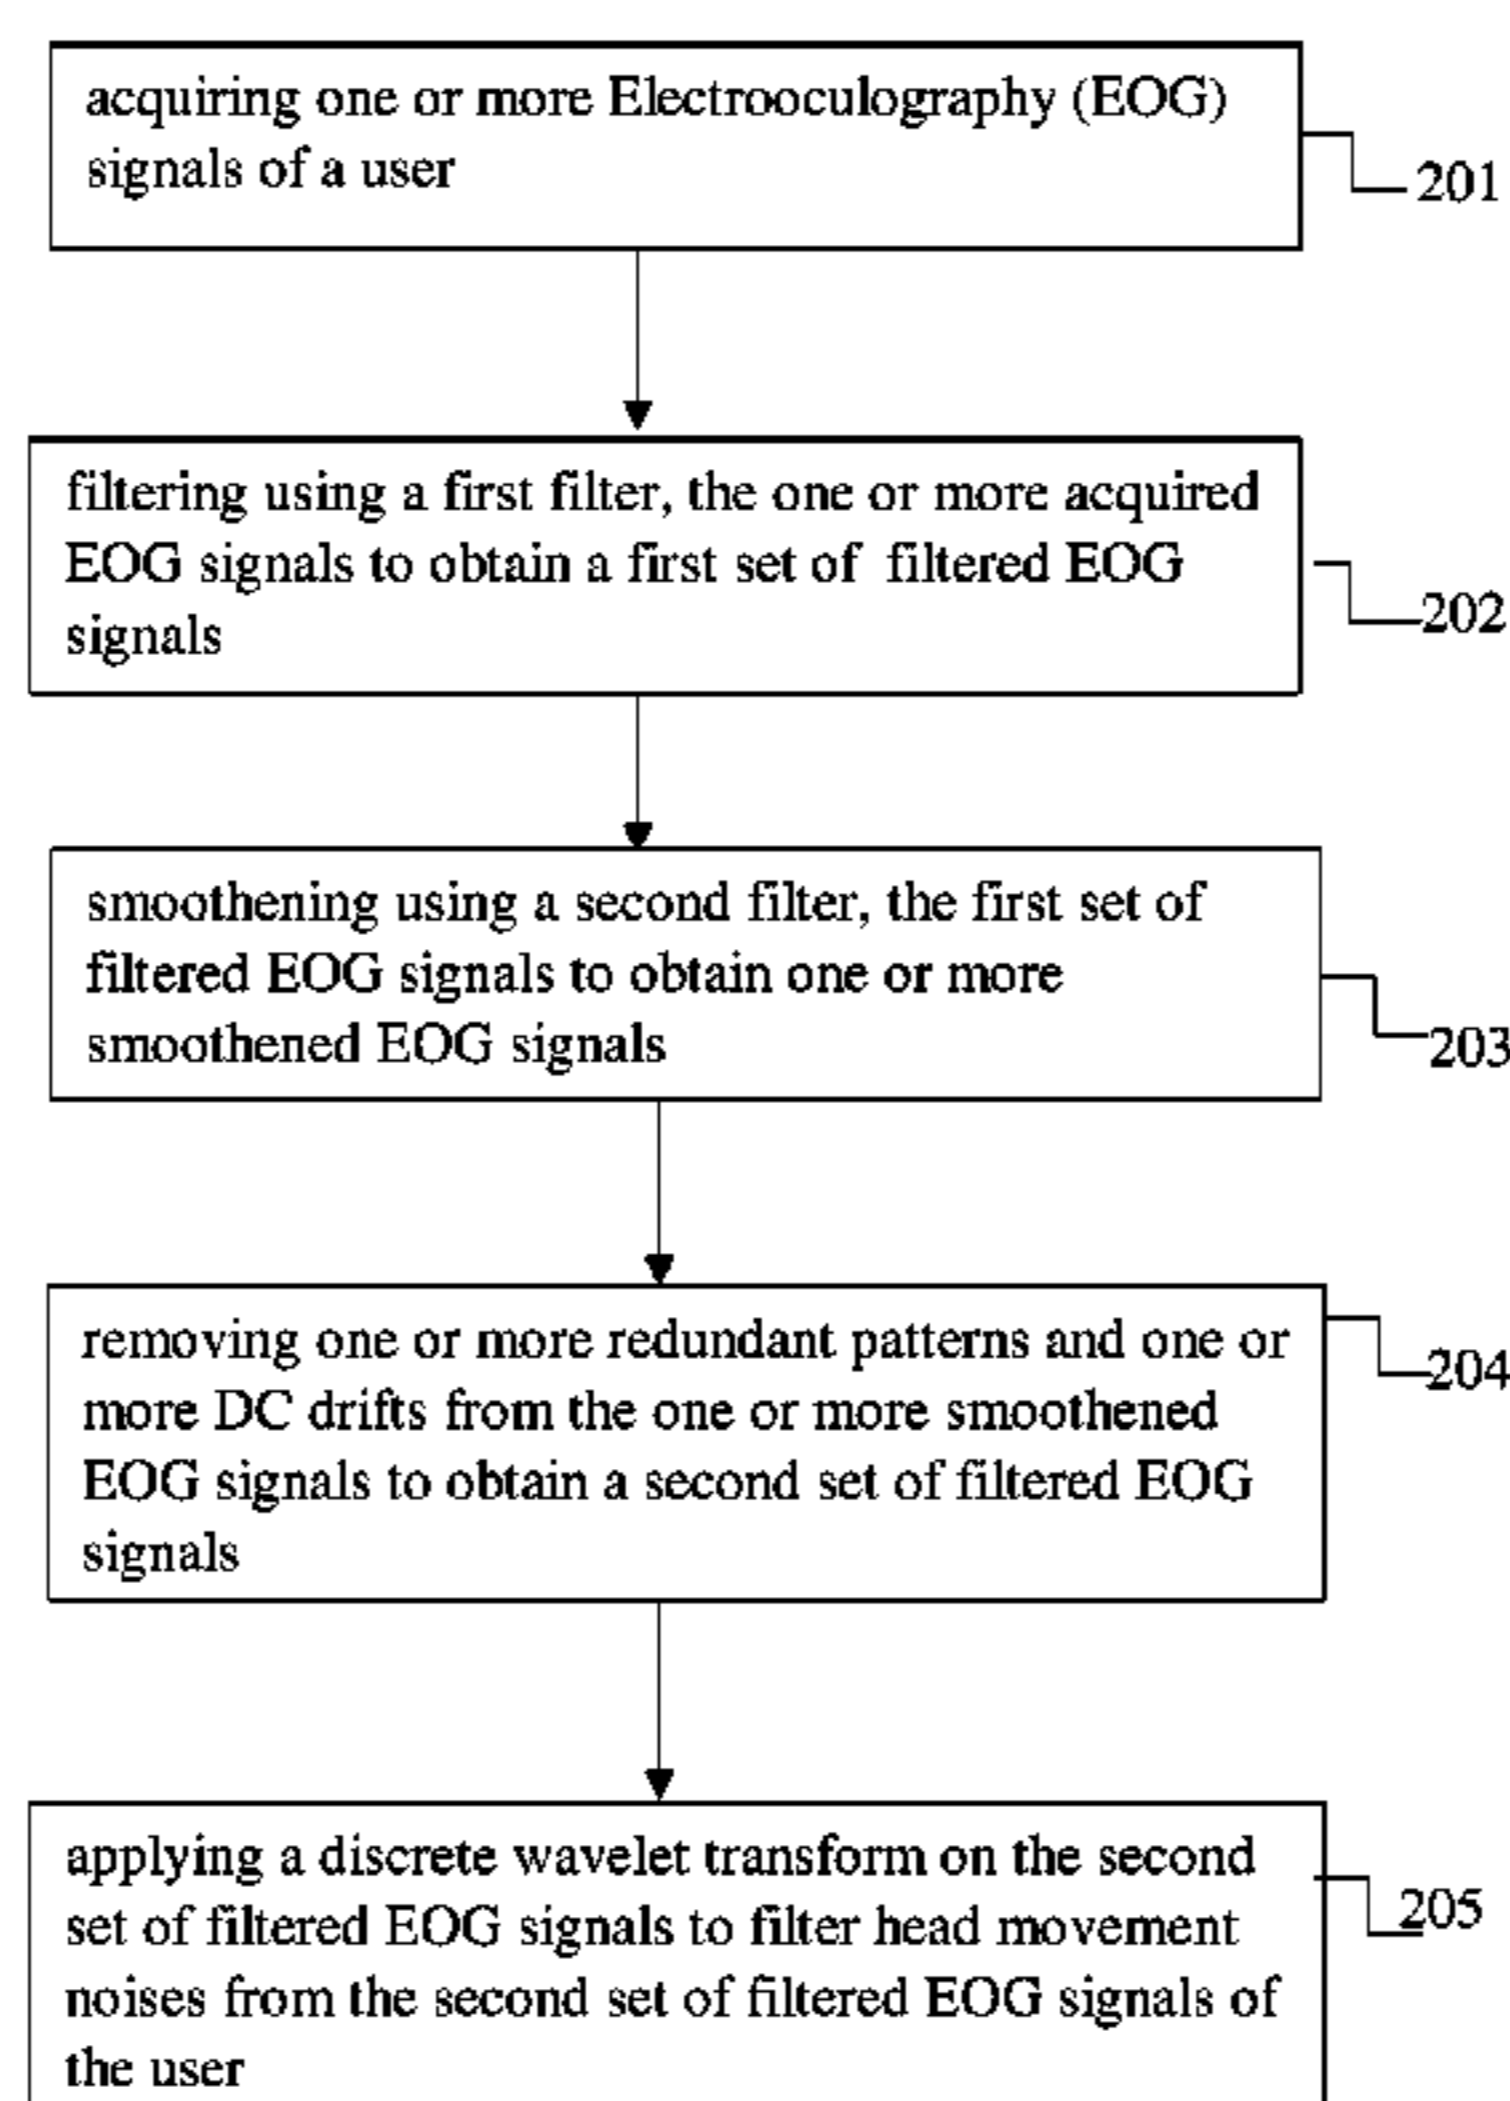 acquiring one or more Electrooculography (EOG)
signals of a user
201
filtering using a first filter, the one or more acquired
EOG signals to obtain a first set of filtered EOG
signals
202
smoothening using a second filter, the first set of
filtered EOG signals to obtain one or more
smoothened EOG signals
203
removing one or more redundant patterns and one or
more DC drifts from the one or more smoothened
EOG signals to obtain a second set of filtered EOG
signals
204
applying a discrete wavelet transform on the second
set of filtered EOG signals to filter head movement
noises from the second set of filtered EOG signals of
the user
205